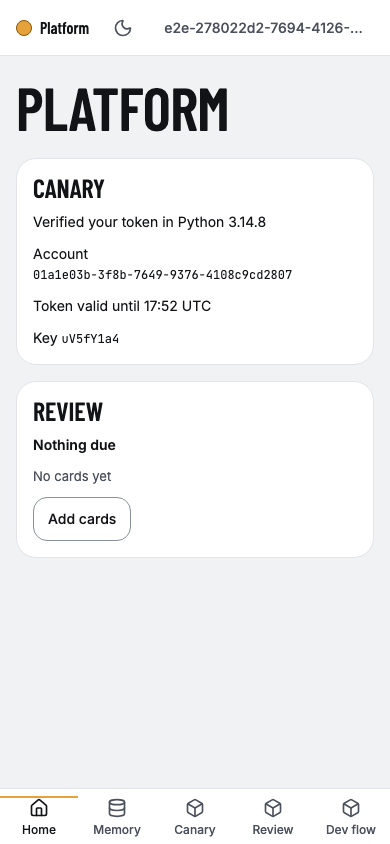 Platform
e2e-278022d2-7694-4126-...
PLATFORM
CANARY
Verified your token in Python 3.14.8
Account
01a1e03b-3f8b-7649-9376-4108c9cd2807
Token valid until 17:52 UTC
Key uV5fY1a4
REVIEW
Nothing due
No cards yet
Add cards
Home
Memory
Canary
Review
Dev flow